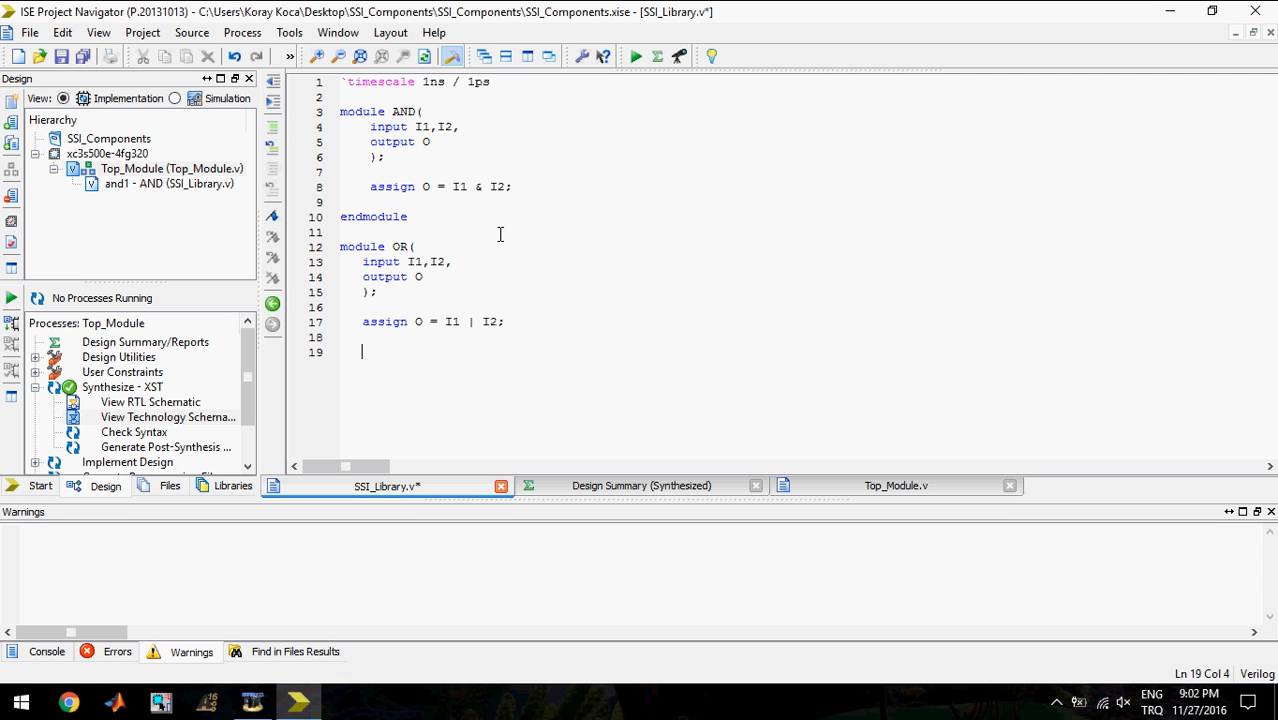 ISE Project Navigator (P.20131013) - C:\Users\Koray Koca\Desktop\SSI_Components\SSI_Components\SSI_Components.xise - [SSI_Library.v*]
File Edit View Project Source Process Tools Window Layout Help
Design
View: Implementation Simulation
Hierarchy
SSI_Components
xc3s500e-4fg320
Top_Module (Top_Module.v)
and1 - AND (SSI_Library.v)
No Processes Running
Processes: Top_Module
Design Summary/Reports
Design Utilities
User Constraints
Synthesize - XST
View RTL Schematic
View Technology Schema...
Check Syntax
Generate Post-Synthesis ...
Implement Design
Start Design Files Libraries
1 `timescale 1ns / 1ps
2
3 module AND(
4 input I1,I2,
5 output O
6 );
7
8 assign O = I1 & I2;
9
10 endmodule
11
12 module OR(
13 input I1,I2,
14 output O
15 );
16
17 assign O = I1 | I2;
18
19
SSI_Library.v* Design Summary (Synthesized) Top_Module.v
Warnings
Console Errors Warnings Find in Files Results
Ln 19 Col 4 Verilog
16
ENG 9:02 PM
TRQ 11/27/2016